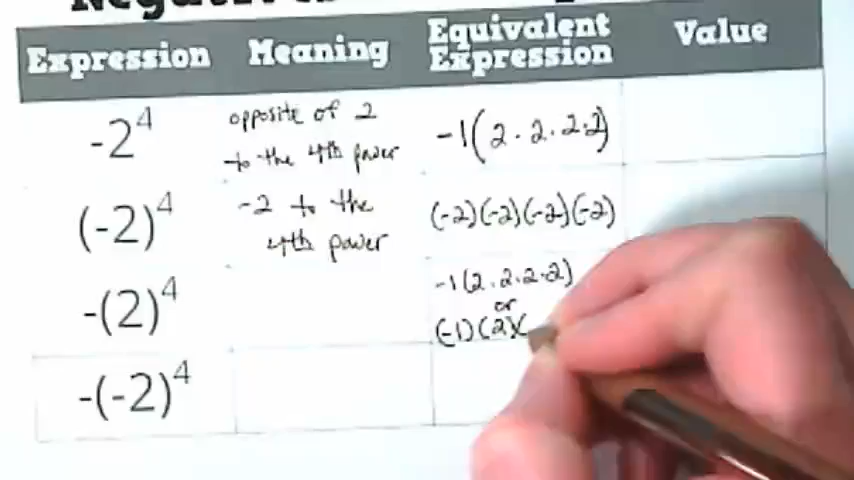 Expression Meaning Equivalent Expression Value
-2⁴ opposite of 2 to the 4th power -1(2·2·2·2)
(-2)⁴ -2 to the 4th power (-2)(-2)(-2)(-2)
-(2)⁴ -1(2·2·2·2) or (-1)(2)(
-(-2)⁴